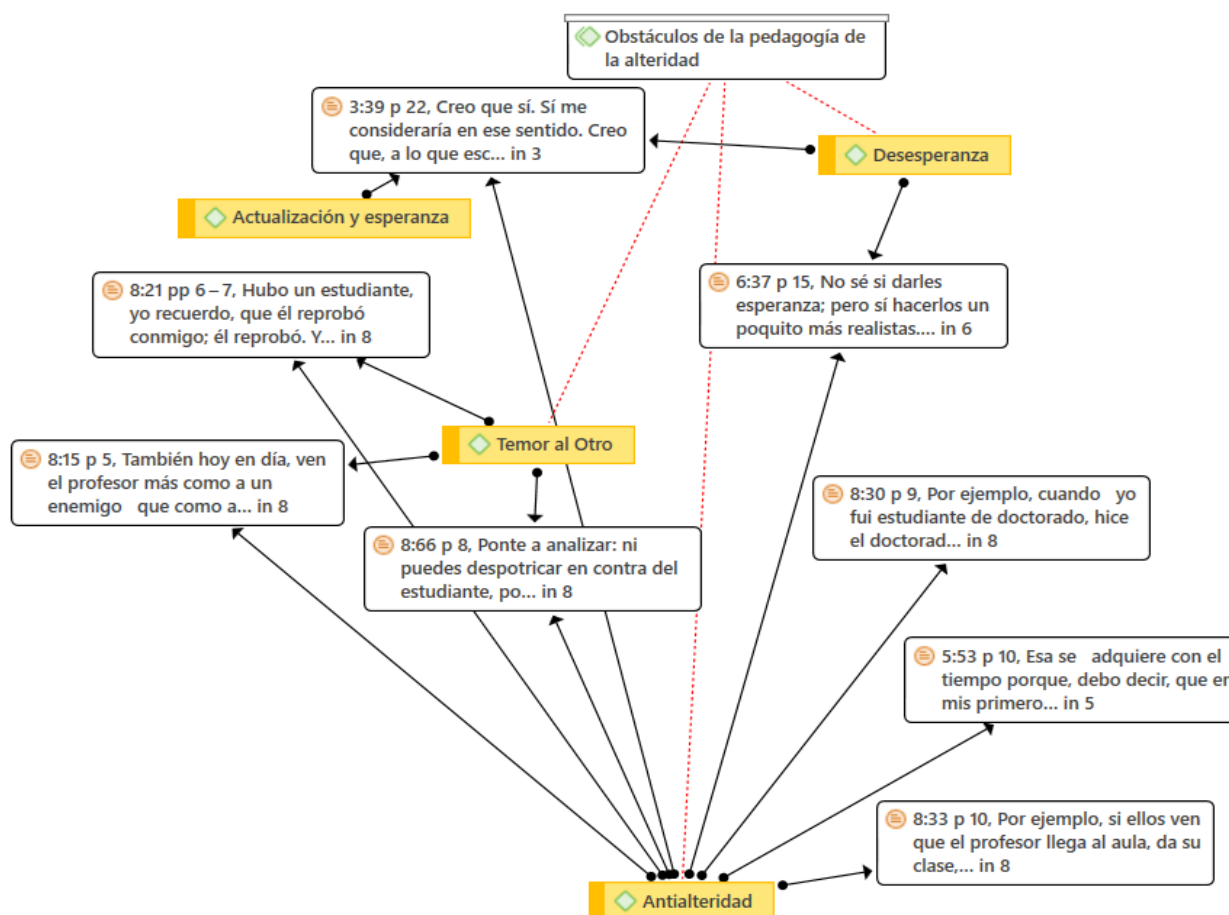 Obstáculos de la pedagogía de
la alteridad
3:39 p 22, Creo que sí. Sí me
consideraría en ese sentido. Creo
que, a lo que esc... in 3
Desesperanza
Actualización y esperanza
8:21 pp 6 – 7, Hubo un estudiante,
yo recuerdo, que él reprobó
conmigo; él reprobó. Y... in 8
6:37 p 15, No sé si darles
esperanza; pero sí hacerlos un
poquito más realistas.... in 6
Temor al Otro
8:15 p 5, También hoy en día, ven
el profesor más como a un
enemigo que como a... in 8
8:66 p 8, Ponte a analizar: ni
puedes despotricar en contra del
estudiante, po... in 8
8:30 p 9, Por ejemplo, cuando yo
fui estudiante de doctorado, hice
el doctorad... in 8
5:53 p 10, Esa se adquiere con el
tiempo porque, debo decir, que en
mis primero... in 5
8:33 p 10, Por ejemplo, si ellos ven
que el profesor llega al aula, da su
clase,... in 8
Antialteridad